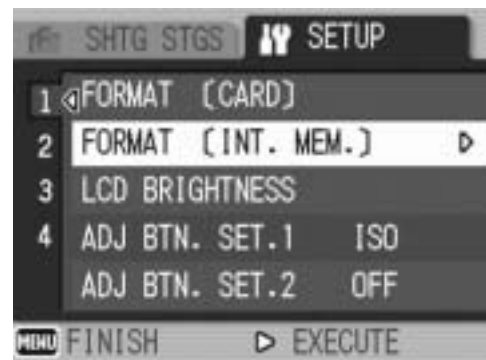 SHTG STGS SETUP
1 FORMAT [CARD]
2 FORMAT [INT. MEM.]
3 LCD BRIGHTNESS
4 ADJ BTN. SET.1 ISO
ADJ BTN. SET.2 OFF
MENU FINISH EXECUTE